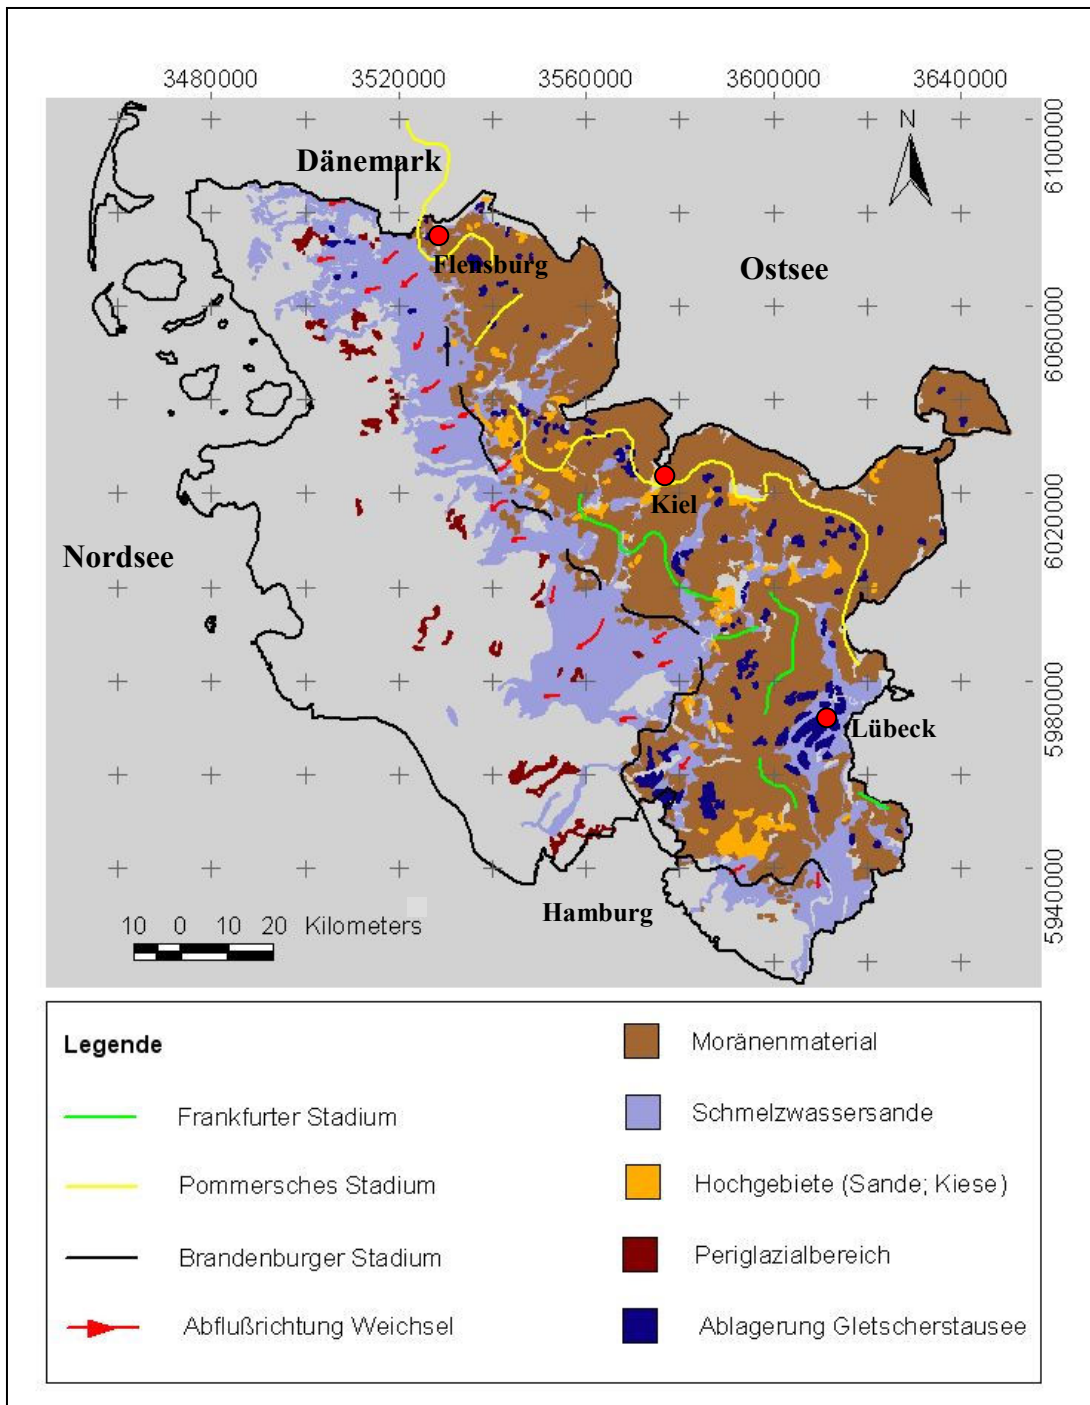 3480000 3520000 3560000 3600000 3640000
N
6100000
Dänemark
Ostsee
Flensburg
6060000
Kiel
6020000
Nordsee
5980000
Lübeck
5940000
Hamburg
10 0 10 20 Kilometers
Legende
Frankfurter Stadium
Pommersches Stadium
Brandenburger Stadium
Abflußrichtung Weichsel
Moränenmaterial
Schmelzwassersande
Hochgebiete (Sande; Kiese)
Periglazialbereich
Ablagerung Gletscherstausee